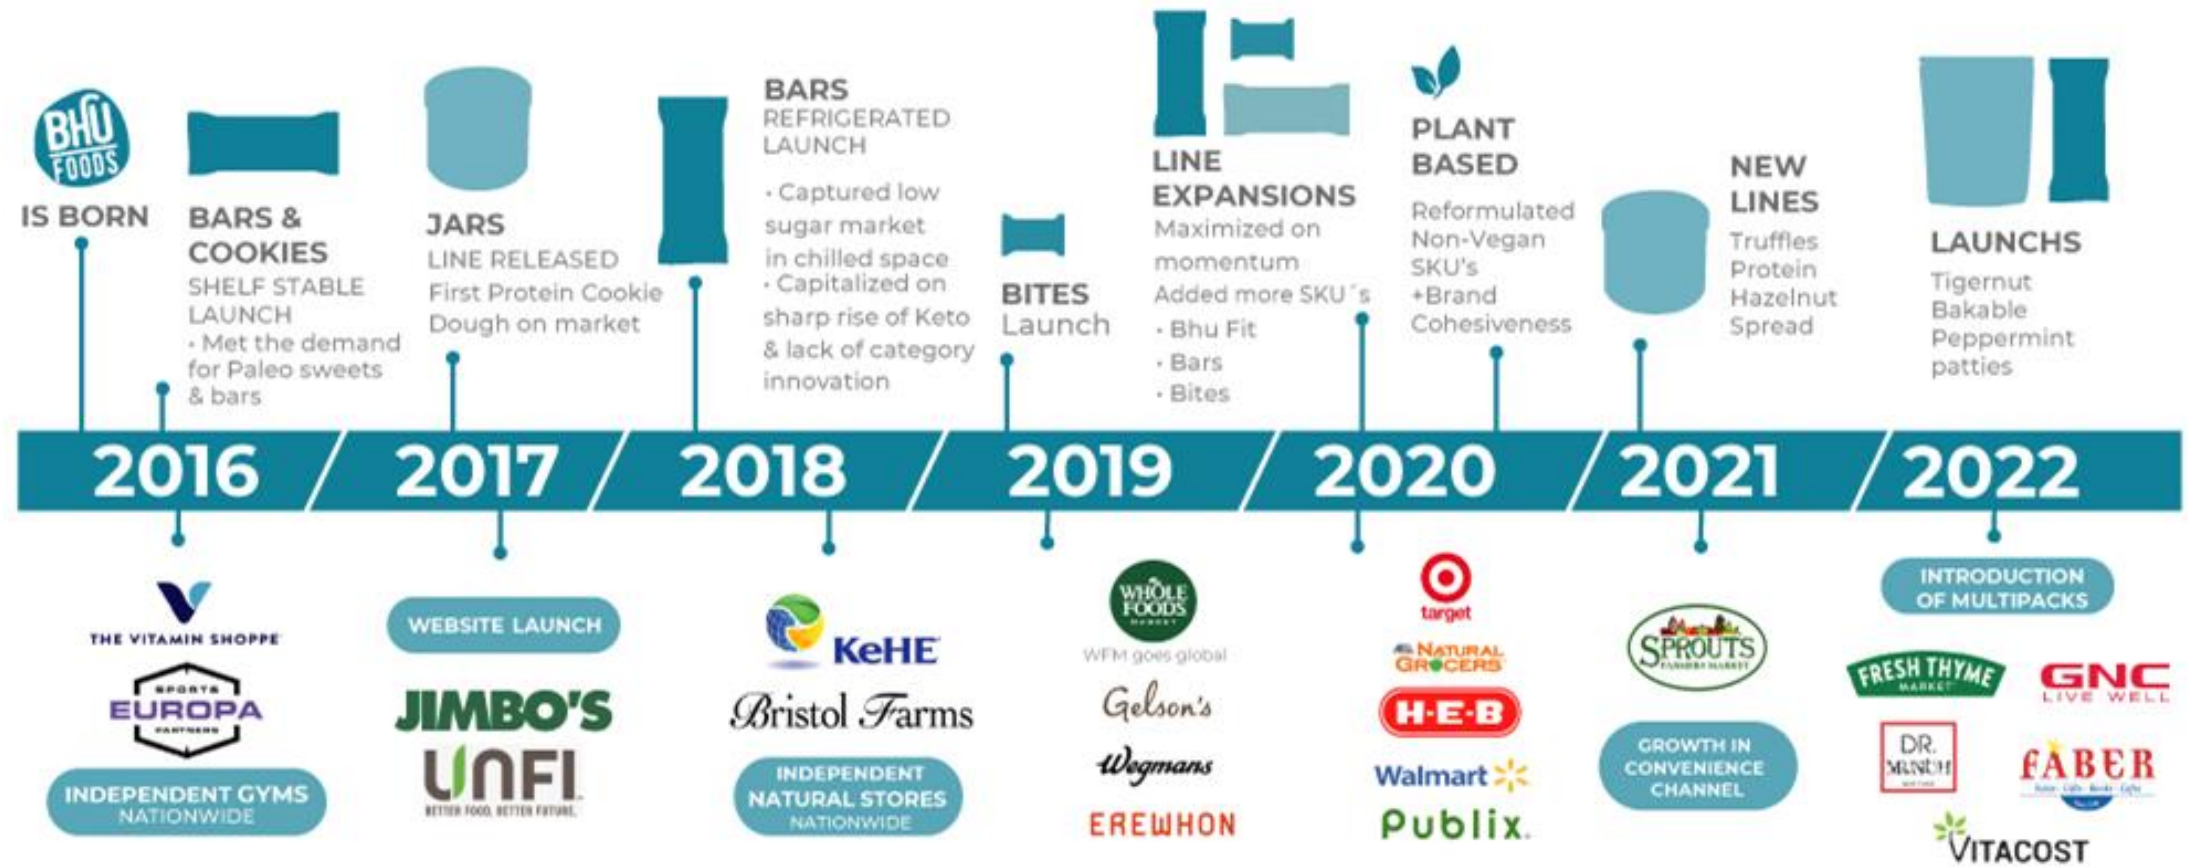 BHU
FOODS
IS BORN
BARS &
COOKIES
SHELF STABLE
LAUNCH
· Met the demand
for Paleo sweets
& bars
JARS
LINE RELEASED
First Protein Cookie
Dough on market
BARS
REFRIGERATED
LAUNCH
· Captured low
sugar market
in chilled space
· Capitalized on
sharp rise of Keto
& lack of category
innovation
BITES
Launch
LINE
EXPANSIONS
Maximized on
momentum
Added more SKU´s
· Bhu Fit
· Bars
· Bites
PLANT
BASED
Reformulated
Non-Vegan
SKU's
+Brand
Cohesiveness
NEW
LINES
Truffles
Protein
Hazelnut
Spread
LAUNCHS
Tigernut
Bakable
Peppermint
patties
2016
2017
2018
2019
2020
2021
2022
THE VITAMIN SHOPPE
SPORTS
EUROPA
PARTNERS
INDEPENDENT GYMS
NATIONWIDE
WEBSITE LAUNCH
JIMBO'S
UNFI
BETTER FOOD. BETTER FUTURE.
KeHE
Bristol Farms
INDEPENDENT
NATURAL STORES
NATIONWIDE
WHOLE
FOODS
MARKET
WFM goes global
Gelson's
Wegmans
EREWHON
target
NATURAL
GROCERS
H-E-B
Walmart
Publix.
SPROUTS
FARMERS MARKET
GROWTH IN
CONVENIENCE
CHANNEL
INTRODUCTION
OF MULTIPACKS
FRESH THYME
MARKET
GNC
LIVE WELL
DR.
FABER
VITACOST